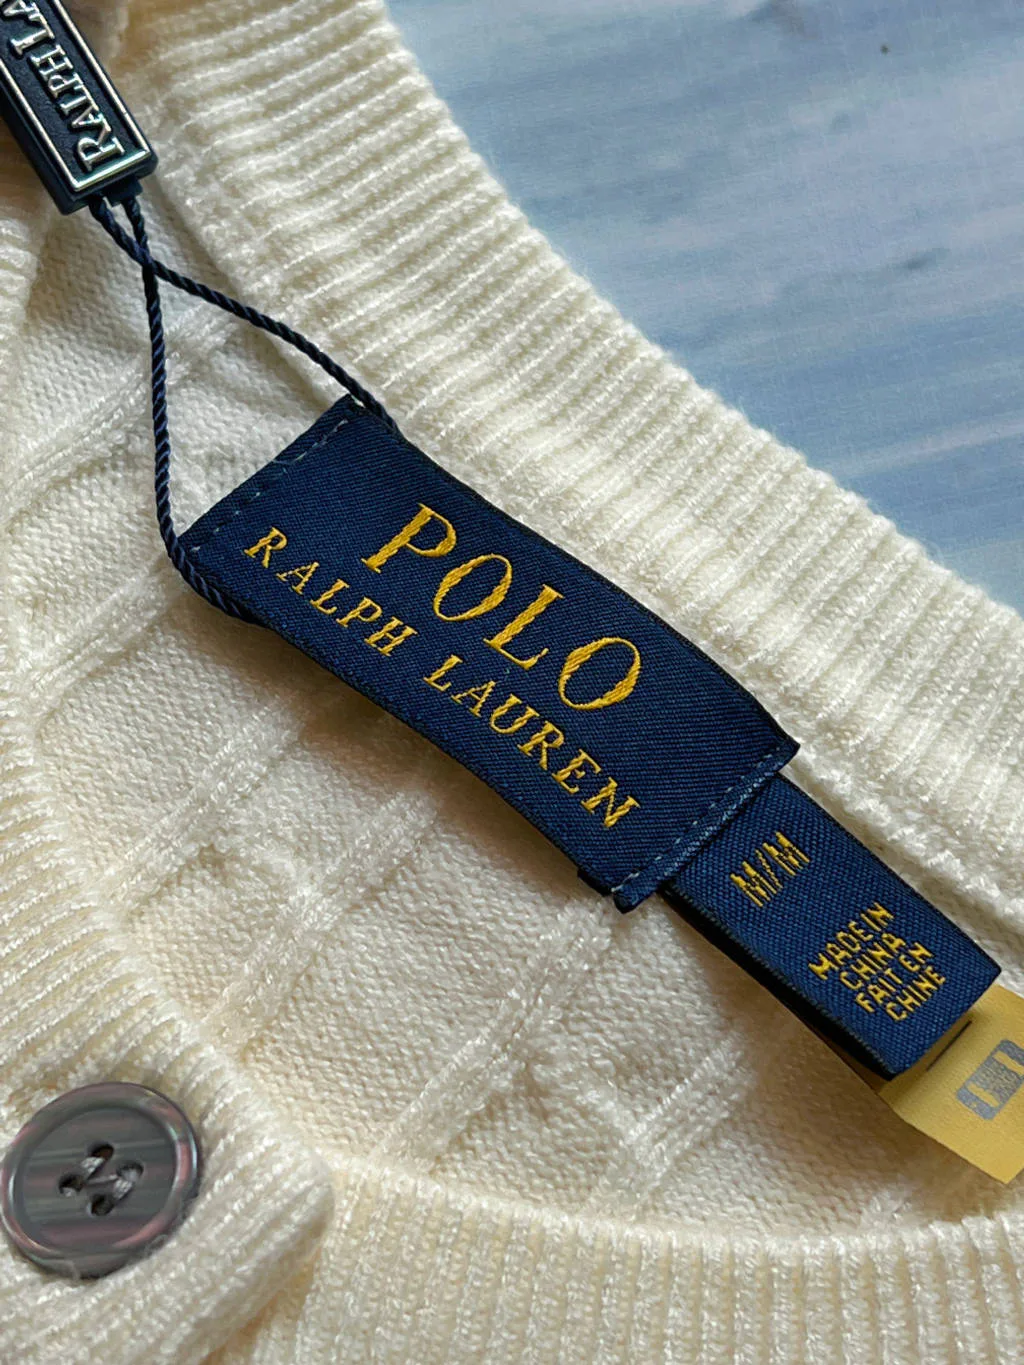 RALPH LA
POLO
RALPH LAUREN
M/M
MADE IN
CHINA
FAIT EN
CHINE